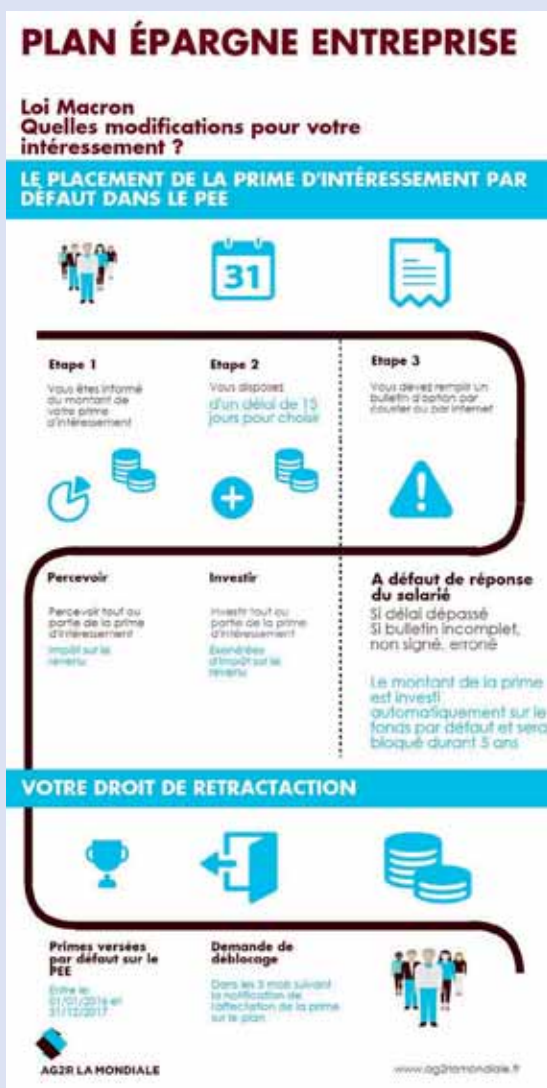 PLAN ÉPARGNE ENTREPRISE
Loi Macron
Quelles modifications pour votre
intéressement ?
LE PLACEMENT DE LA PRIME D'INTÉRESSEMENT PAR
DÉFAUT DANS LE PEE
31
Etape 1
Vous êtes informé
du montant de
votre prime
d'intéressement
Etape 2
Vous disposez
d'un délai de 15
jours pour choisir
Etape 3
Vous devez remplir un
bulletin d'option par
courrier ou par internet
Percevoir
Percevoir tout ou
partie de la prime
d'intéressement
Impôt sur le
revenu
Investir
Investir tout ou
partie de la prime
d'intéressement
Exonérées
d'impôt sur le
revenu
A défaut de réponse
du salarié
Si délai dépassé
Si bulletin incomplet,
non signé, erroné
Le montant de la prime
est investi
automatiquement sur le
fonds par défaut et sera
bloqué durant 5 ans
VOTRE DROIT DE RETRACTACTION
Primes versées
par défaut sur le
PEE
Entre le
01/01/2016 et
31/12/2017
Demande de
déblocage
Dans les 3 mois suivant
la notification de
l'affectation de la prime
sur le plan
AG2R LA MONDIALE
www.ag2rlamondiale.fr